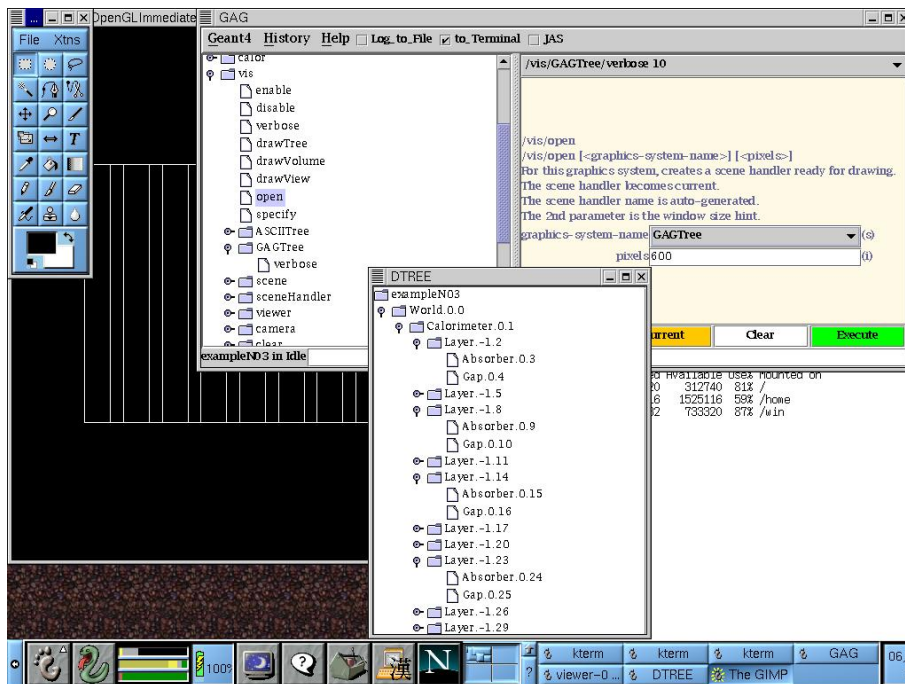 ... OpenGLImmediate GAG
File Xtns
Geant4 History Help Log_to_File to_Terminal JAS
calor
vis
enable
disable
verbose
drawTree
drawVolume
drawView
open
specify
ASCIITree
GAGTree
verbose
scene
sceneHandler
viewer
camera
clear
exampleN03 in Idle
/vis/GAGTree/verbose 10
/vis/open
/vis/open [<graphics-system-name>] [<pixels>]
For this graphics system, creates a scene handler ready for drawing.
The scene handler becomes current.
The scene handler name is auto-generated.
The 2nd parameter is the window size hint.
graphics-system-name GAGTree (s)
pixels 600 (i)
Clear Execute
DTREE
exampleN03
World.0.0
Calorimeter.0.1
Layer.-1.2
Absorber.0.3
Gap.0.4
Layer.-1.5
Layer.-1.8
Absorber.0.9
Gap.0.10
Layer.-1.11
Layer.-1.14
Absorber.0.15
Gap.0.16
Layer.-1.17
Layer.-1.20
Layer.-1.23
Absorber.0.24
Gap.0.25
Layer.-1.26
Layer.-1.29
Available Use% Mounted on
312740 81% /
1525116 59% /home
733320 87% /win
100%
漢
N
kterm kterm kterm GAG
viewer-0 ... DTREE The GIMP
06